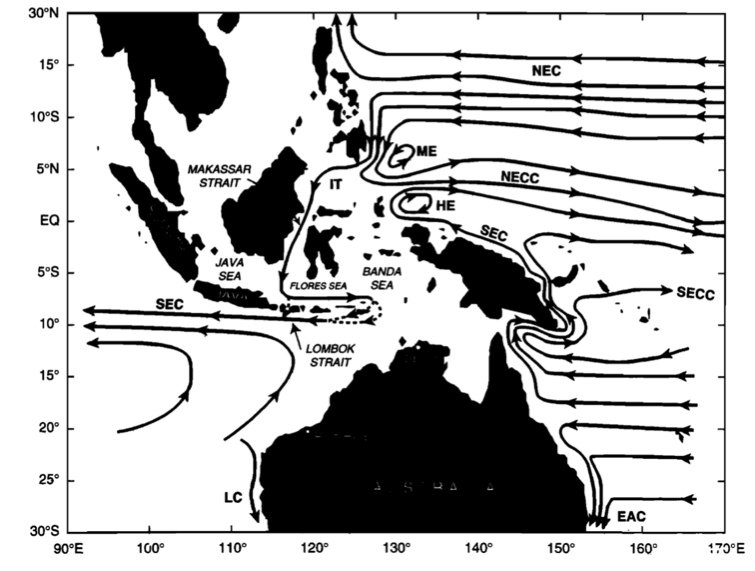 30°N
NEC
15°
10°S
ME
MAKASSAR
STRAIT
5°N
IT
NECC
HE
EQ
SEC
JAVA
SEA
BANDA
SEA
5°S
FLORES SEA
SECC
SEC
10°
LOMBOK
STRAIT
15°
20°
25°
LC
EAC
30°S
90°E 100° 110° 120° 130° 140° 150° 160° 170°E